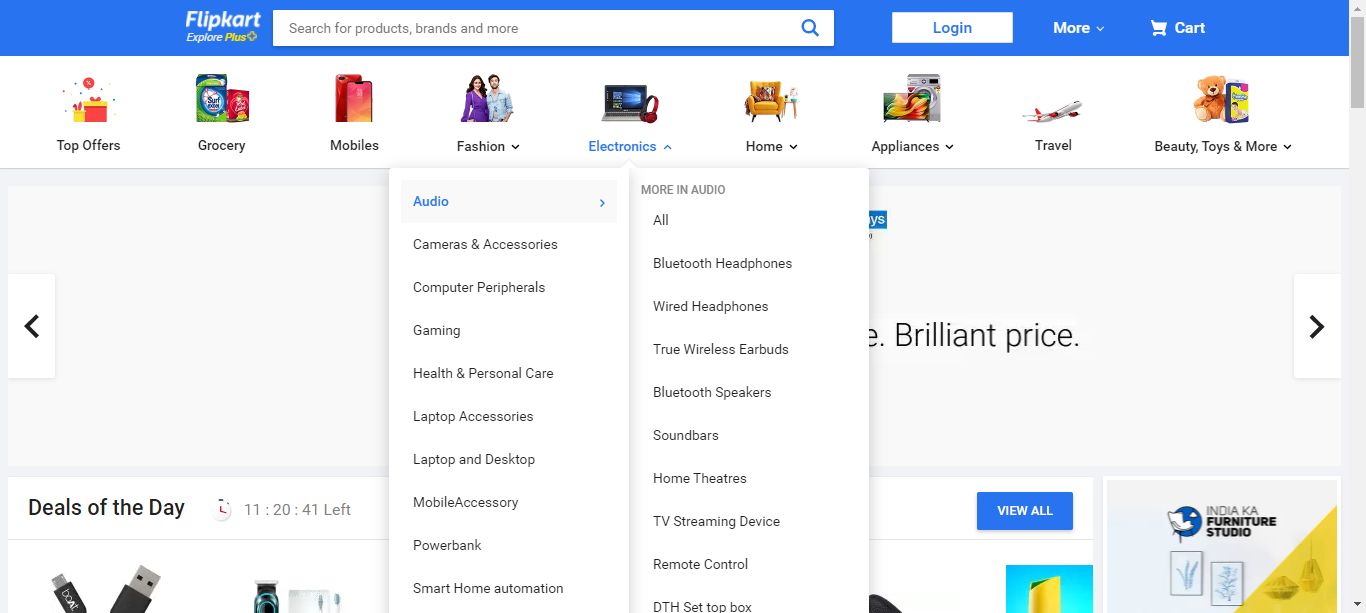 Flipkart
Explore Plus
Search for products, brands and more
Login
More
Cart
Top Offers
Grocery
Mobiles
Fashion
Electronics
Home
Appliances
Travel
Beauty, Toys & More
Audio
Cameras & Accessories
Computer Peripherals
Gaming
Health & Personal Care
Laptop Accessories
Laptop and Desktop
MobileAccessory
Powerbank
Smart Home automation
MORE IN AUDIO
All
Bluetooth Headphones
Wired Headphones
True Wireless Earbuds
Bluetooth Speakers
Soundbars
Home Theatres
TV Streaming Device
Remote Control
DTH Set top box
ays
e. Brilliant price.
Deals of the Day
11 : 20 : 41 Left
VIEW ALL
INDIA KA
FURNITURE
STUDIO
boAt